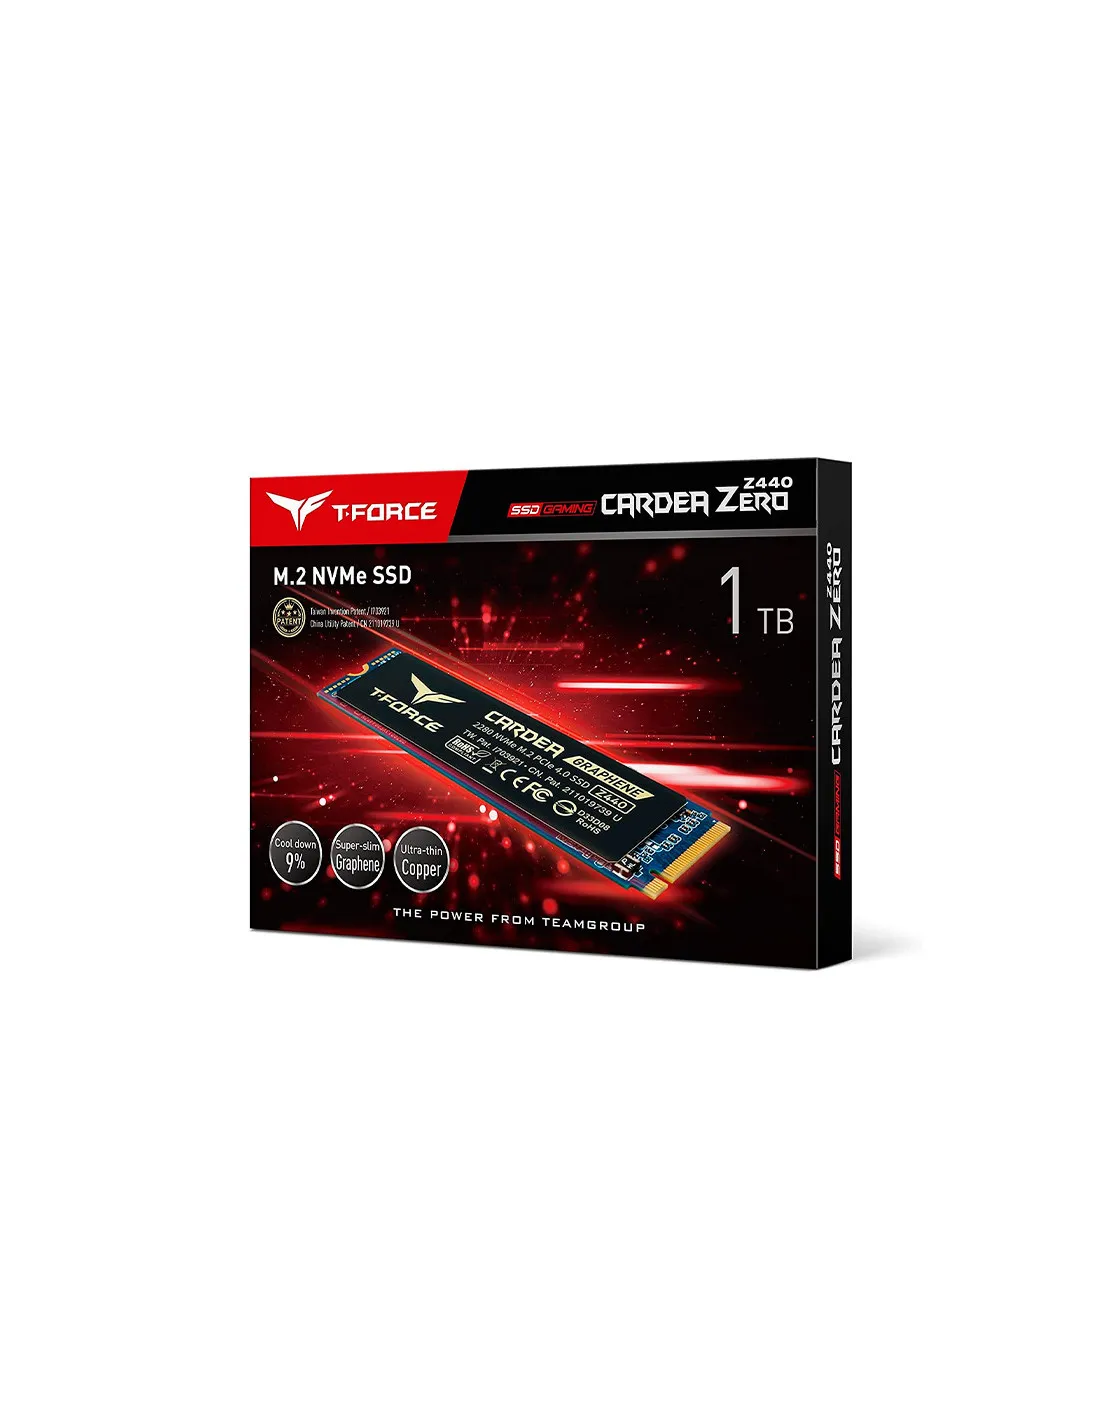 T-FORCE
SSD GAMING CARDEA ZERO
Z440
M.2 NVMe SSD
1 TB
PATENT
Taiwan Invention Patent / I703921
China Utility Patent / CN 211019739 U
T-FORCE
CARDEA GRAPHENE
2280 NVMe M.2 PCIe 4.0 SSD Z440
TW. Pat. I703921 • CN. Pat. 211019739 U
RoHS
CE FC
D33D08
RoHS
Cool down
9%
Super-slim
Graphene
Ultra-thin
Copper
THE POWER FROM TEAMGROUP
SSD GAMING CARDEA ZERO
Z440